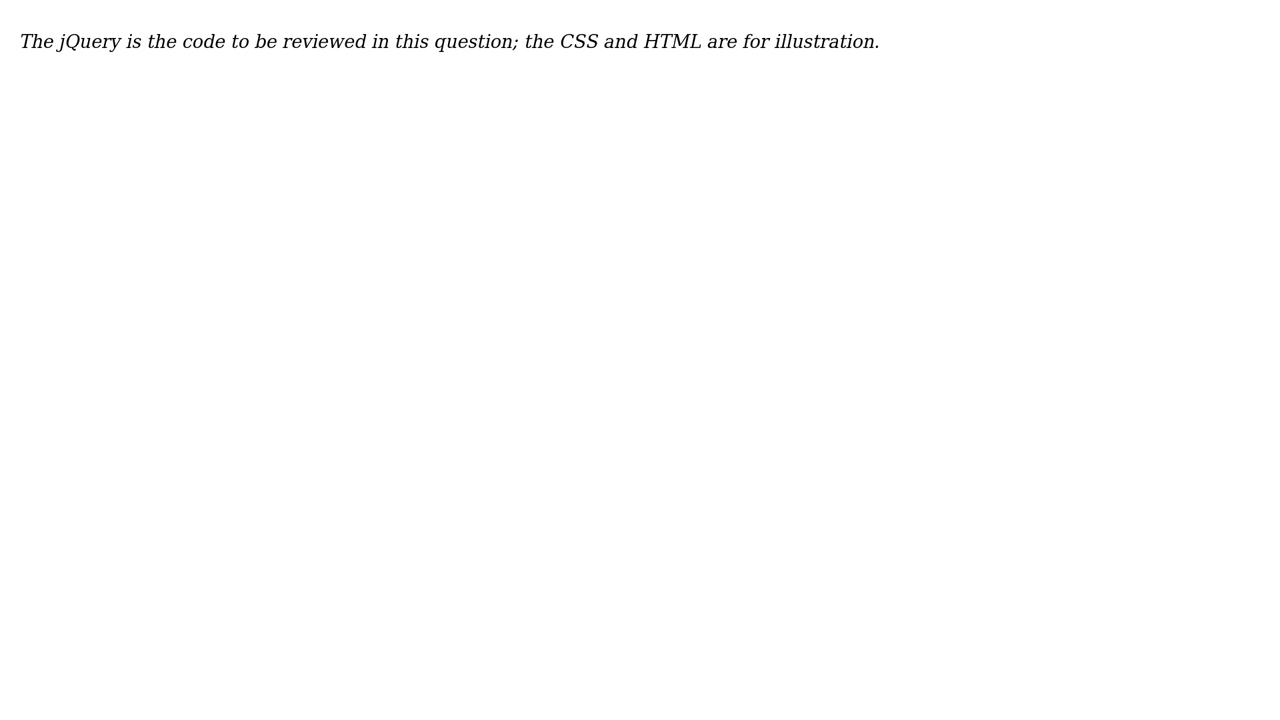 The jQuery is the code to be reviewed in this question; the CSS and HTML are for illustration.